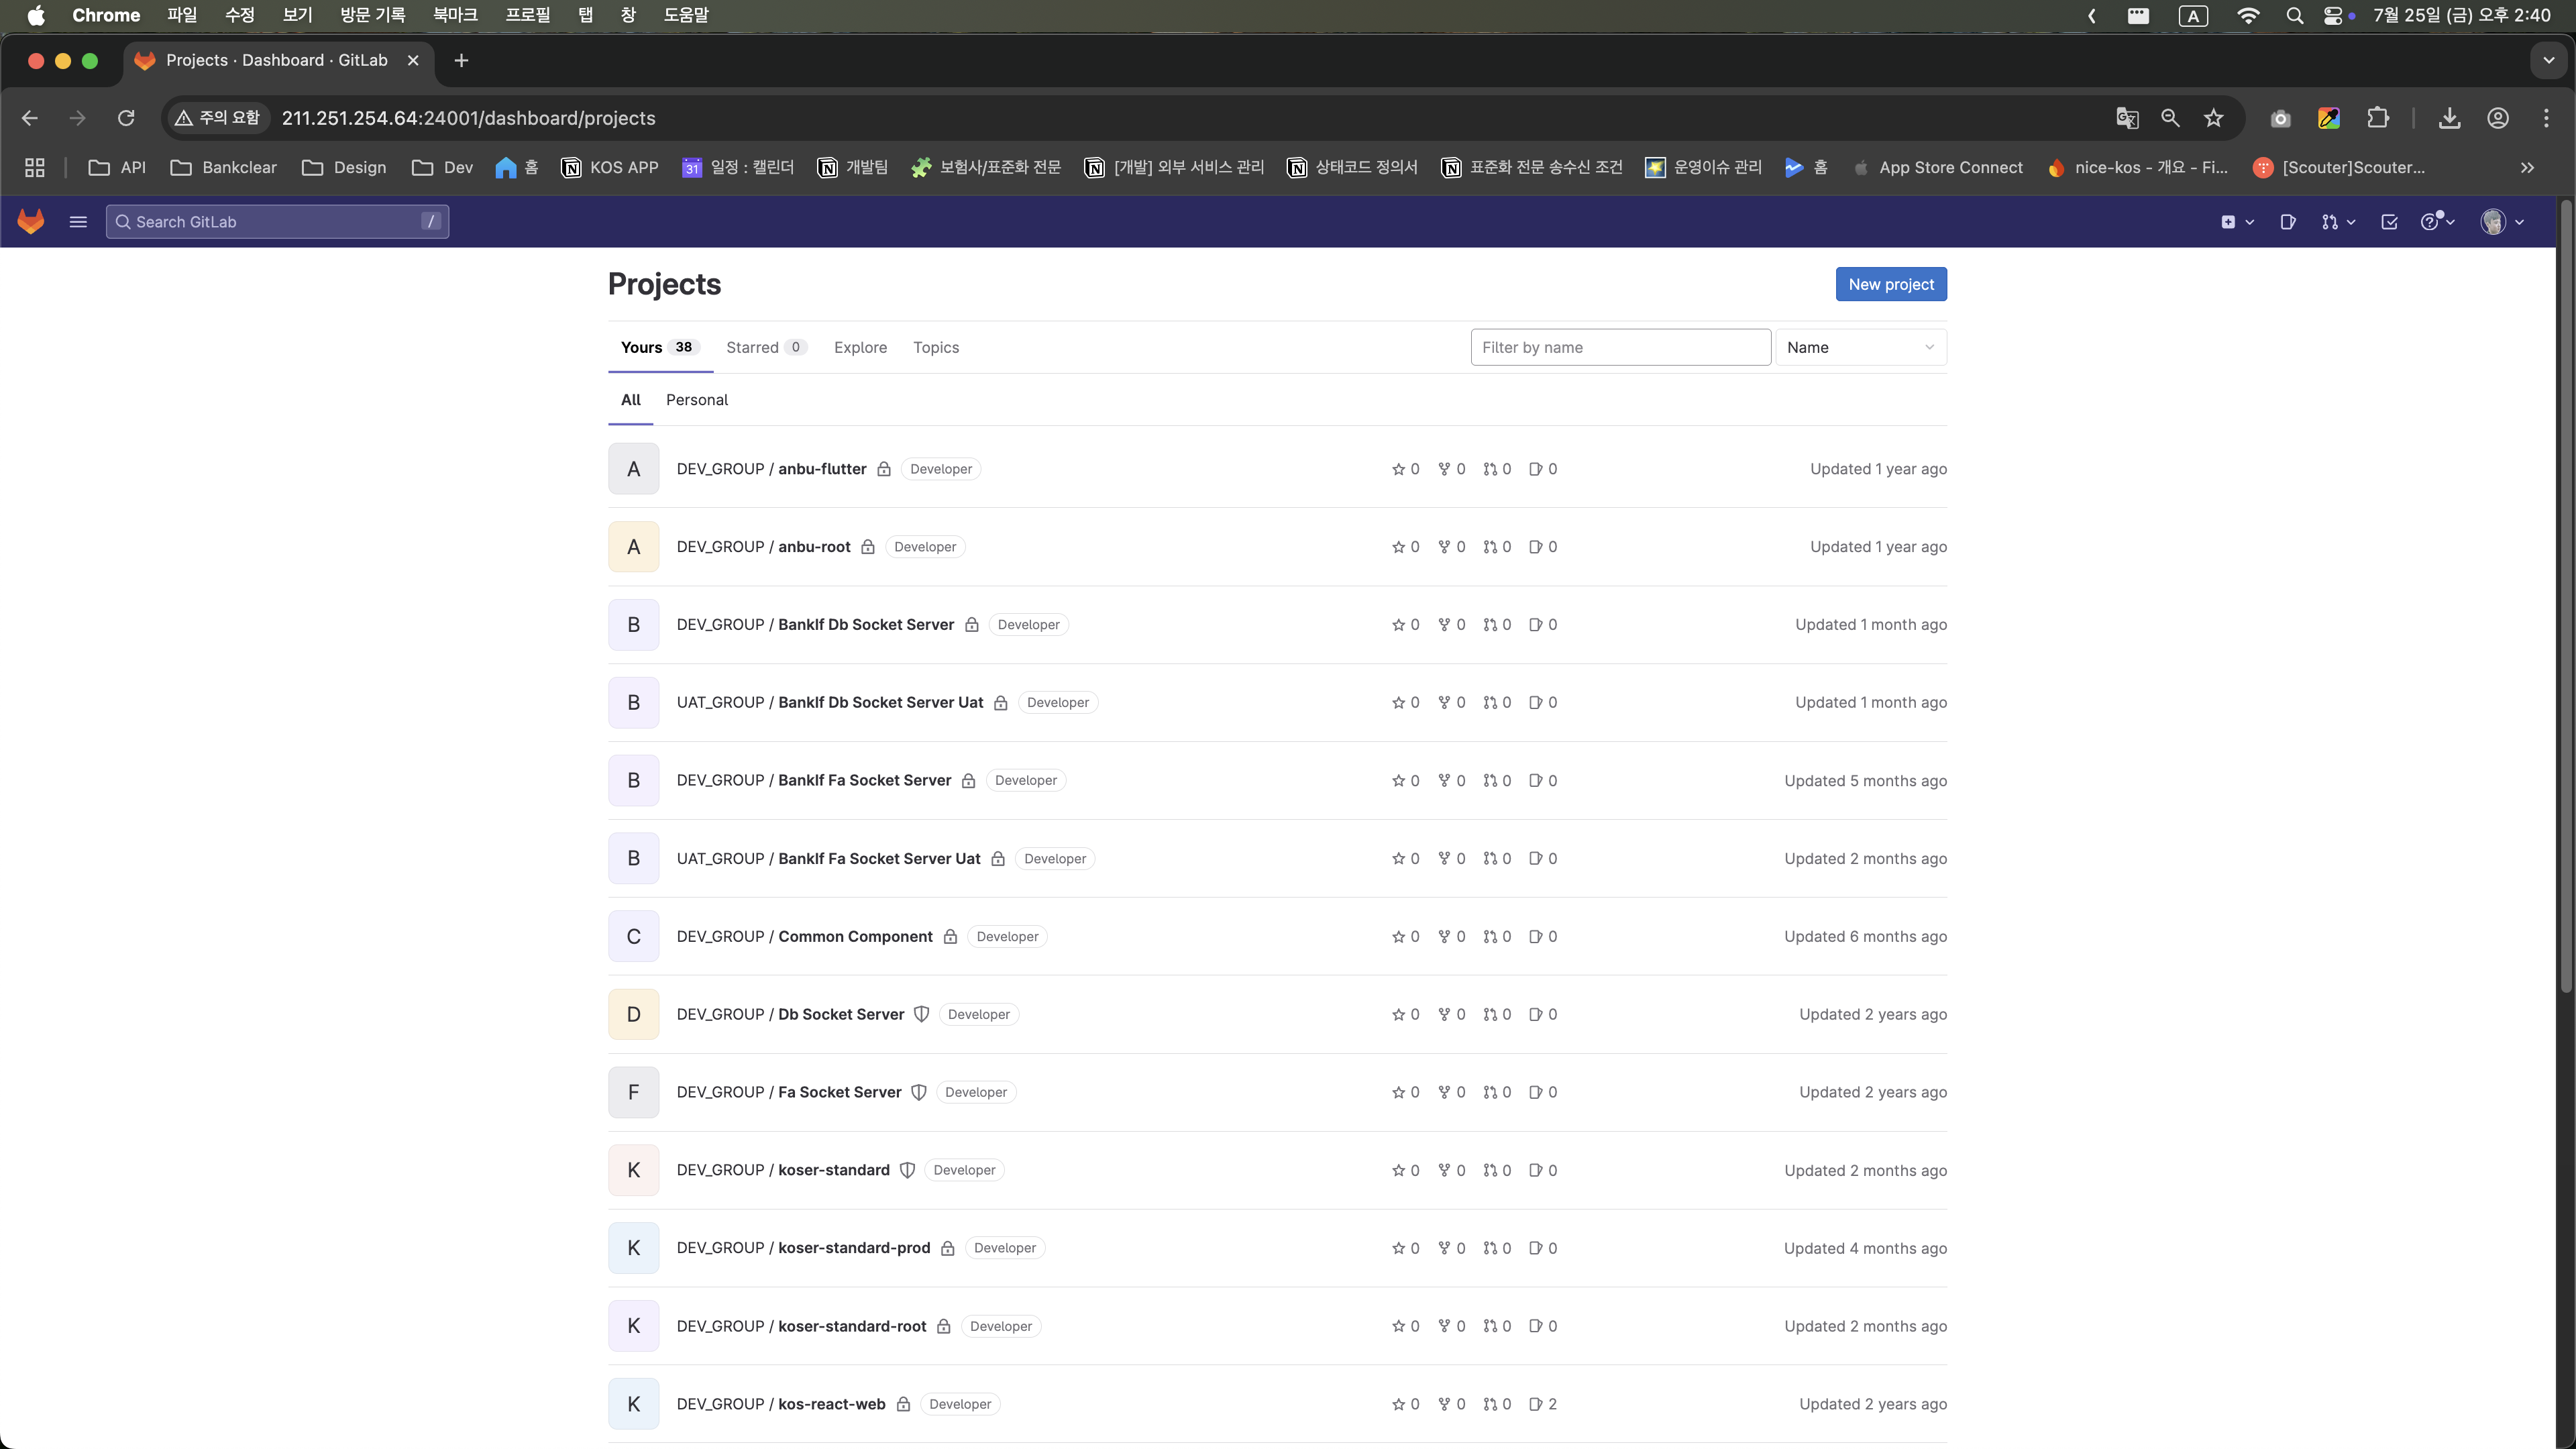 Chrome 파일 수정 보기 방문 기록 북마크 프로필 탭 창 도움말 A 7월 25일 (금) 오후 2:40
Projects · Dashboard · GitLab
주의 요함 211.251.254.64:24001/dashboard/projects
API Bankclear Design Dev 홈 KOS APP 31 일정 : 캘린더 개발팀 보험사/표준화 전문 [개발] 외부 서비스 관리 상태코드 정의서 표준화 전문 송수신 조건 운영이슈 관리 홈 App Store Connect nice-kos - 개요 - Fi... [Scouter]Scouter...
Search GitLab /
Projects New project
Yours 38 Starred 0 Explore Topics Filter by name Name
All Personal
A DEV_GROUP / anbu-flutter Developer 0 0 0 0 Updated 1 year ago
A DEV_GROUP / anbu-root Developer 0 0 0 0 Updated 1 year ago
B DEV_GROUP / BankIf Db Socket Server Developer 0 0 0 0 Updated 1 month ago
B UAT_GROUP / BankIf Db Socket Server Uat Developer 0 0 0 0 Updated 1 month ago
B DEV_GROUP / BankIf Fa Socket Server Developer 0 0 0 0 Updated 5 months ago
B UAT_GROUP / BankIf Fa Socket Server Uat Developer 0 0 0 0 Updated 2 months ago
C DEV_GROUP / Common Component Developer 0 0 0 0 Updated 6 months ago
D DEV_GROUP / Db Socket Server Developer 0 0 0 0 Updated 2 years ago
F DEV_GROUP / Fa Socket Server Developer 0 0 0 0 Updated 2 years ago
K DEV_GROUP / koser-standard Developer 0 0 0 0 Updated 2 months ago
K DEV_GROUP / koser-standard-prod Developer 0 0 0 0 Updated 4 months ago
K DEV_GROUP / koser-standard-root Developer 0 0 0 0 Updated 2 months ago
K DEV_GROUP / kos-react-web Developer 0 0 0 2 Updated 2 years ago